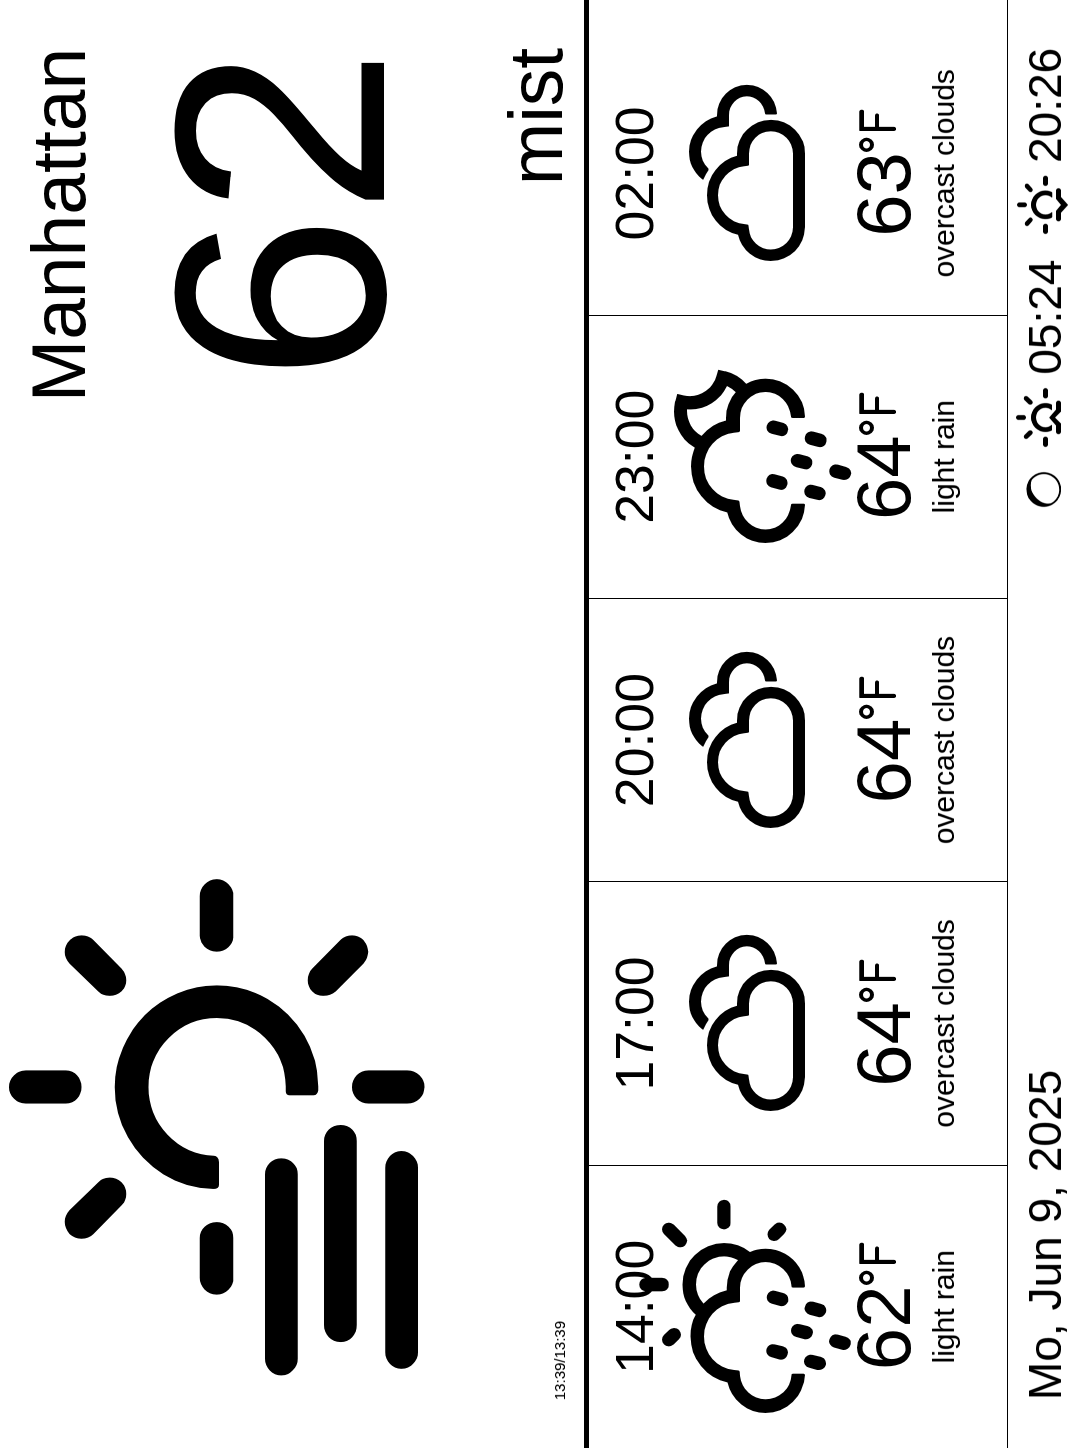 Manhattan
62
mist
13:39/13:39
14:00
17:00
20:00
23:00
02:00
62°F
64°F
64°F
64°F
63°F
light rain
overcast clouds
overcast clouds
light rain
overcast clouds
Mo, Jun 9, 2025
05:24
20:26